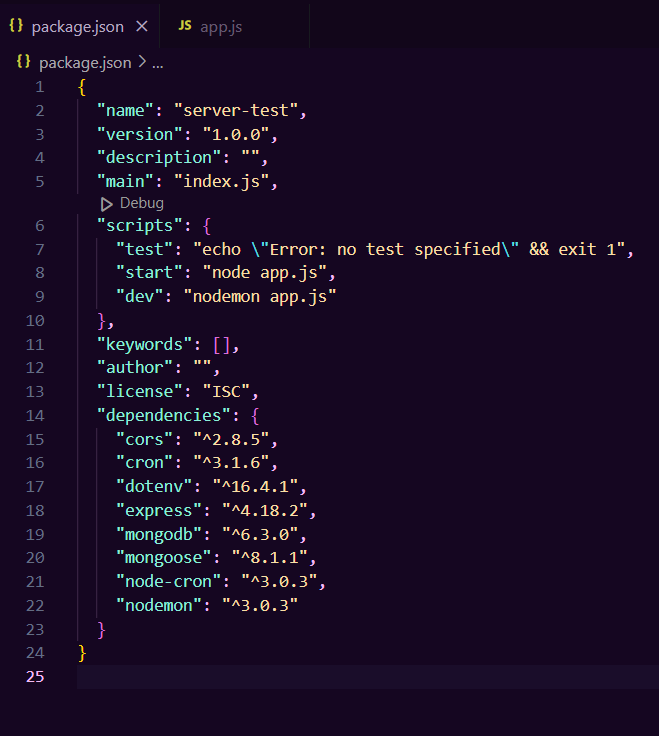 {} package.json × JS app.js
{} package.json > ...
1 {
2 "name": "server-test",
3 "version": "1.0.0",
4 "description": "",
5 "main": "index.js",
Debug
6 "scripts": {
7 "test": "echo \"Error: no test specified\" && exit 1",
8 "start": "node app.js",
9 "dev": "nodemon app.js"
10 },
11 "keywords": [],
12 "author": "",
13 "license": "ISC",
14 "dependencies": {
15 "cors": "^2.8.5",
16 "cron": "^3.1.6",
17 "dotenv": "^16.4.1",
18 "express": "^4.18.2",
19 "mongodb": "^6.3.0",
20 "mongoose": "^8.1.1",
21 "node-cron": "^3.0.3",
22 "nodemon": "^3.0.3"
23 }
24 }
25